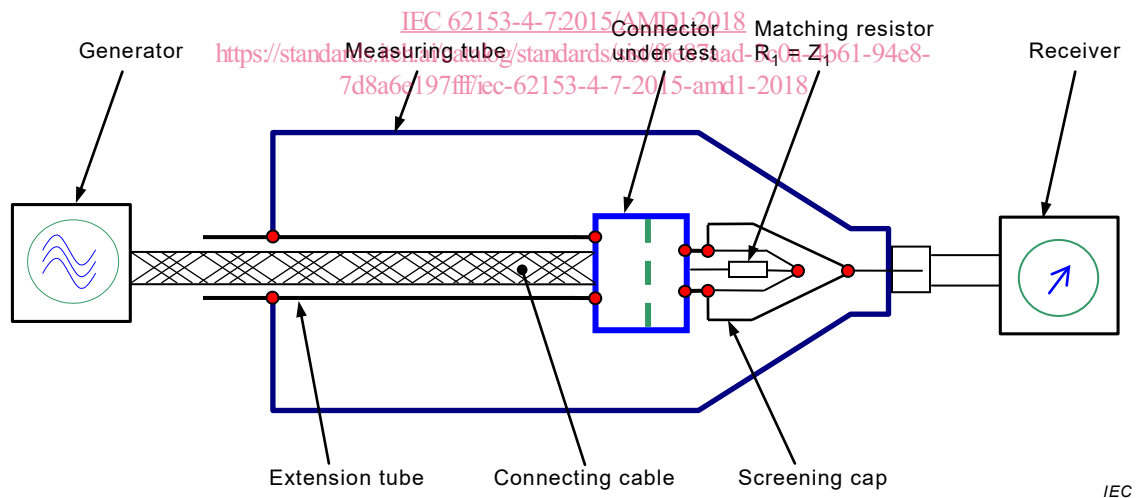 IEC 62153-4-7:2015/AMD1:2018
Generator
Measuring tube
Connector
under test
Matching resistor
R1 = Z1
Receiver
7d8a6e197fff/iec-62153-4-7-2015-amd1-2018
Extension tube
Connecting cable
Screening cap
IEC